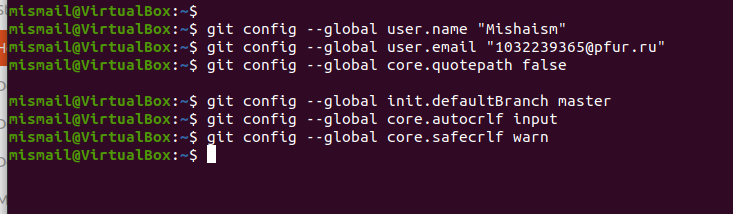 mismail@VirtualBox:~$
mismail@VirtualBox:~$ git config --global user.name "Mishaism"
mismail@VirtualBox:~$ git config --global user.email "1032239365@pfur.ru"
mismail@VirtualBox:~$ git config --global core.quotepath false
mismail@VirtualBox:~$ git config --global init.defaultBranch master
mismail@VirtualBox:~$ git config --global core.autocrlf input
mismail@VirtualBox:~$ git config --global core.safecrlf warn
mismail@VirtualBox:~$